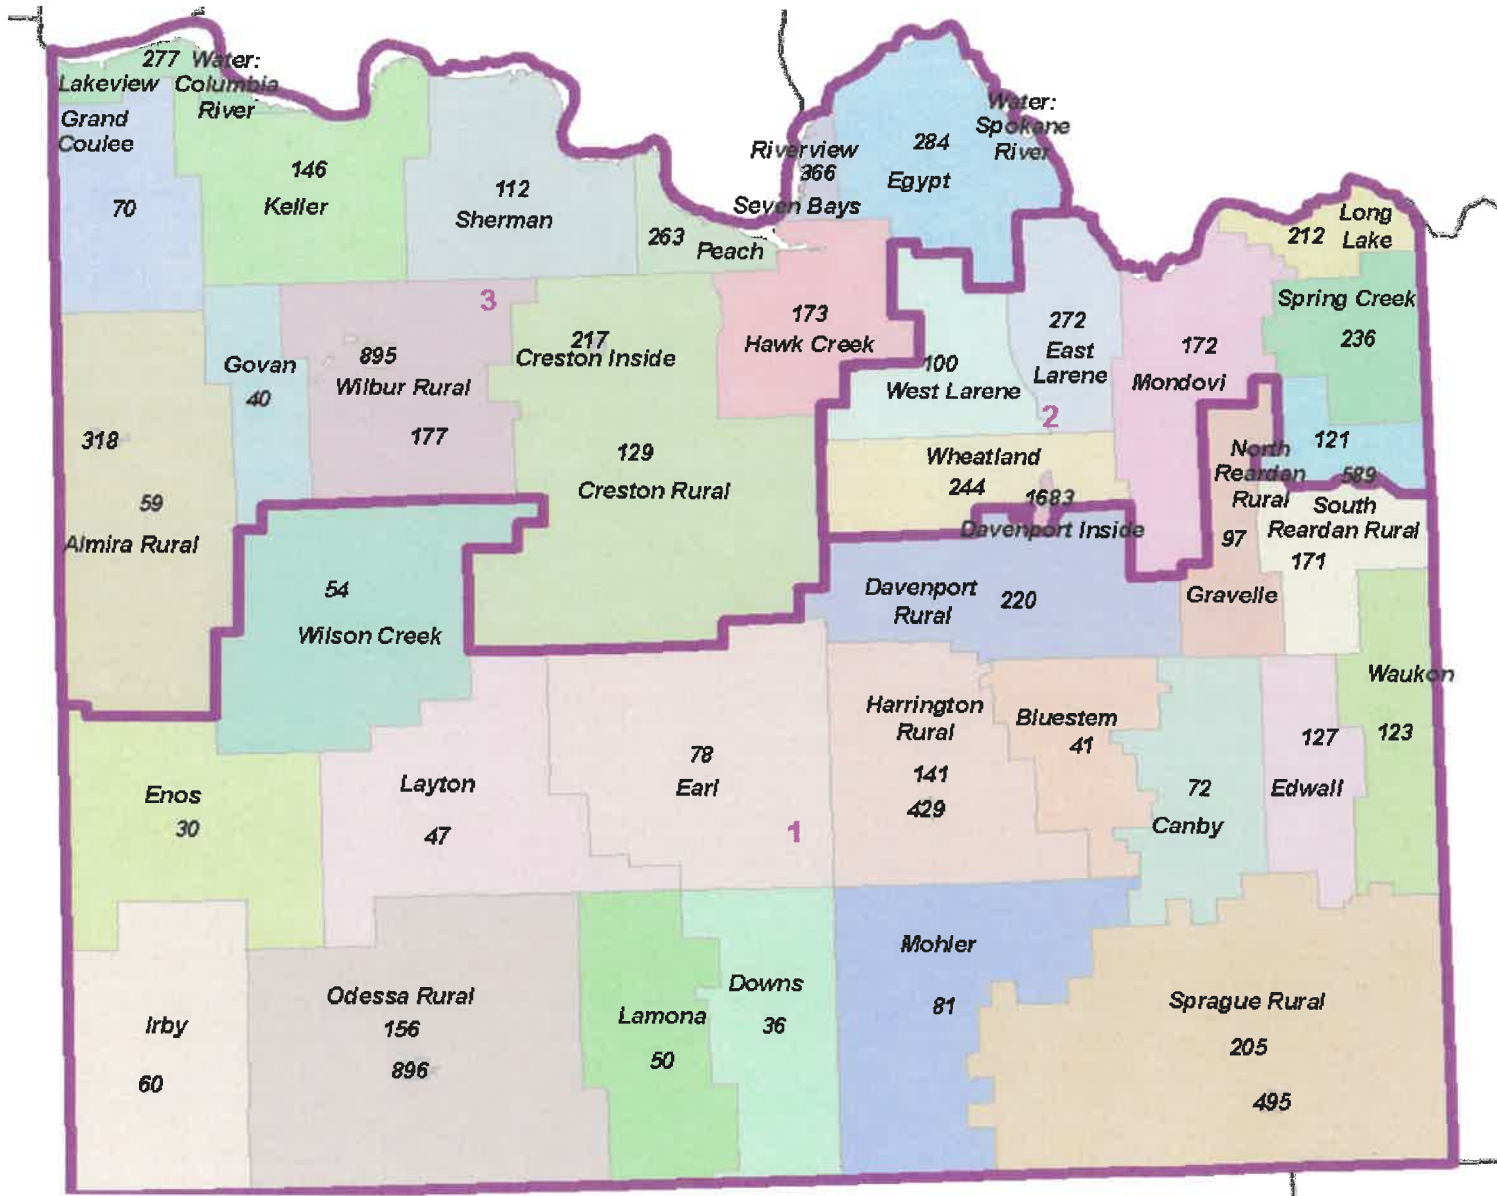 277 Water:
Lakeview Columbia
River
Grand
Coulee
70
146
Keller
112
Sherman
263 Peach
Riverview
366
Seven Bays
284
Egypt
Water:
Spokane
River
Long
212 Lake
Spring Creek
236
3
173
Hawk Creek
217
Creston Inside
895
Wilbur Rural
177
Govan
40
318
59
Almira Rural
129
Creston Rural
100
West Larene
272
East
Larene
2
172
Mondovi
Wheatland
244 1683
Davenport Inside
121
North
Reardan
Rural
97
Gravelle
589
South
Reardan Rural
171
54
Wilson Creek
Davenport
Rural 220
Waukon
123
Harrington
Rural
141
429
Bluestem
41
127
Edwall
72
Canby
78
Earl
1
Layton
47
Enos
30
Irby
60
Odessa Rural
156
896
Lamona
50
Downs
36
Mohler
81
Sprague Rural
205
495